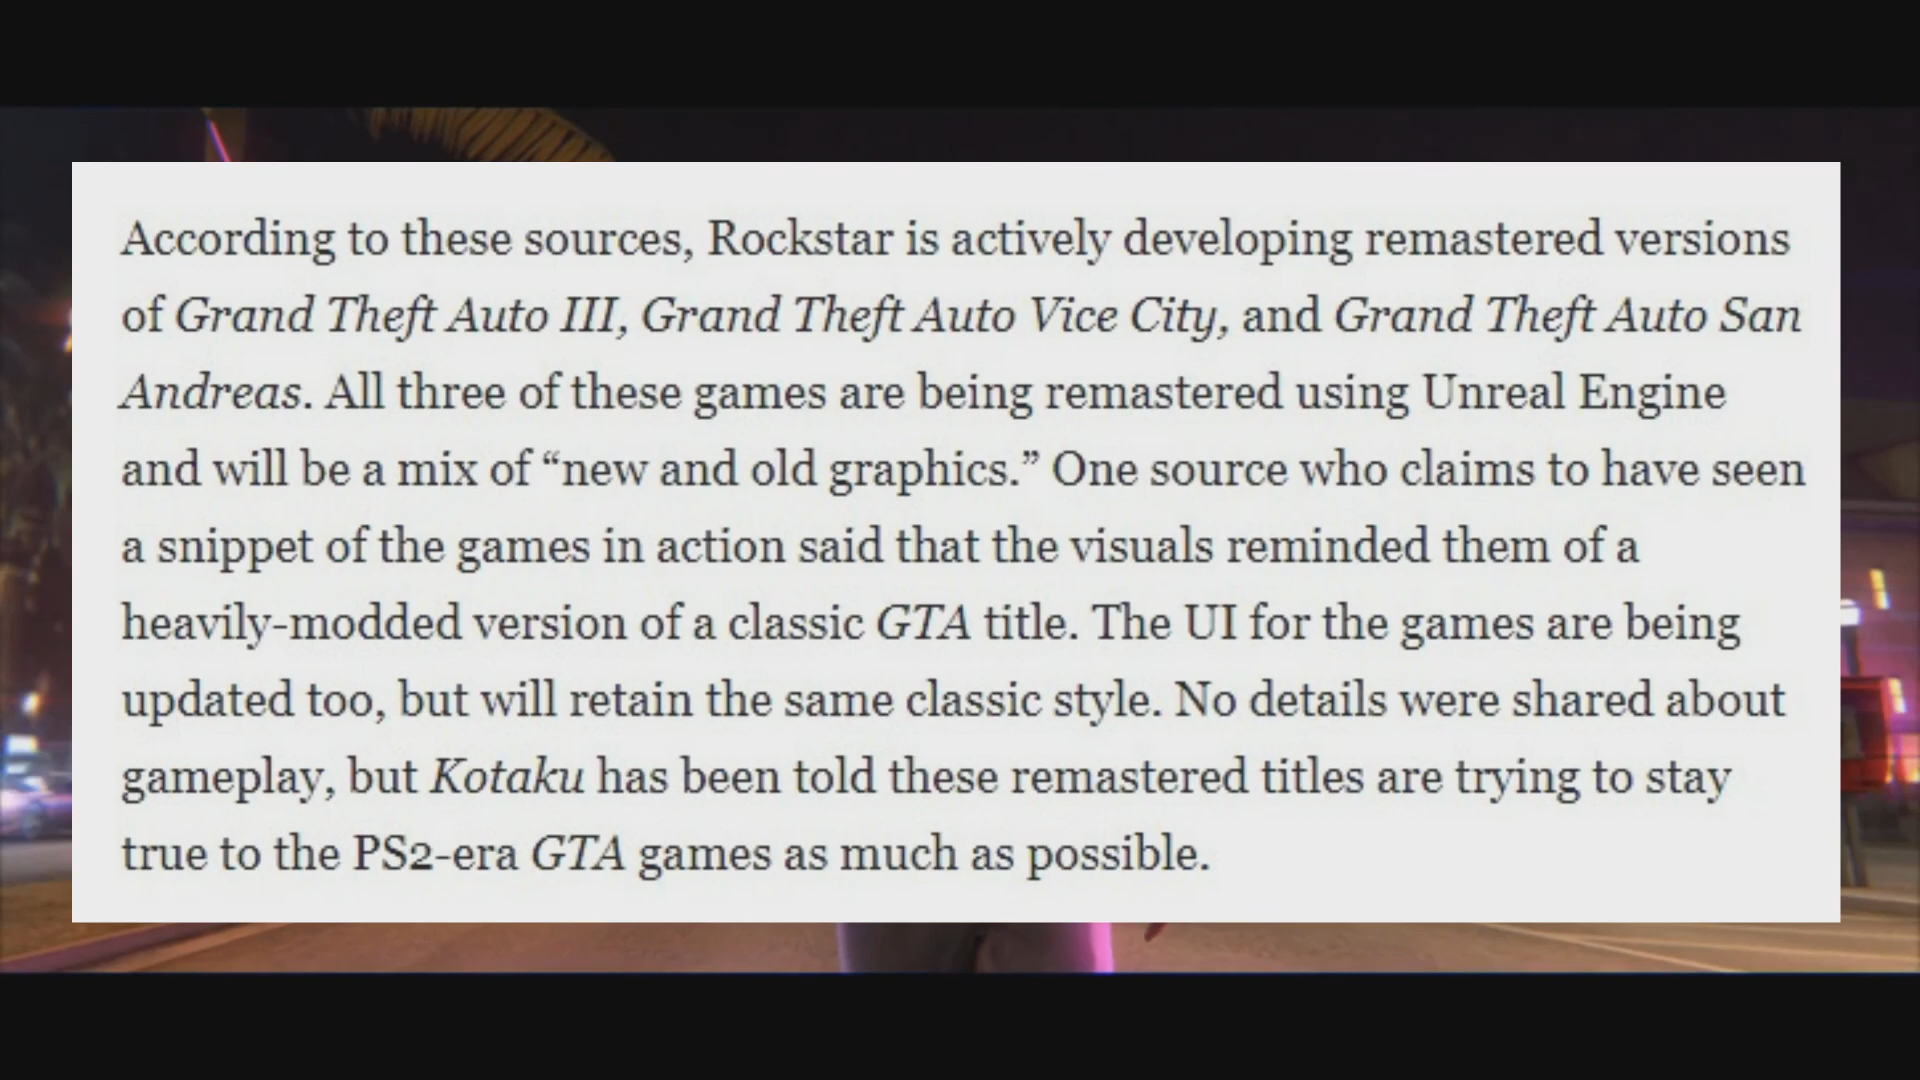 According to these sources, Rockstar is actively developing remastered versions
of Grand Theft Auto III, Grand Theft Auto Vice City, and Grand Theft Auto San
Andreas. All three of these games are being remastered using Unreal Engine
and will be a mix of “new and old graphics.” One source who claims to have seen
a snippet of the games in action said that the visuals reminded them of a
heavily-modded version of a classic GTA title. The UI for the games are being
updated too, but will retain the same classic style. No details were shared about
gameplay, but Kotaku has been told these remastered titles are trying to stay
true to the PS2-era GTA games as much as possible.